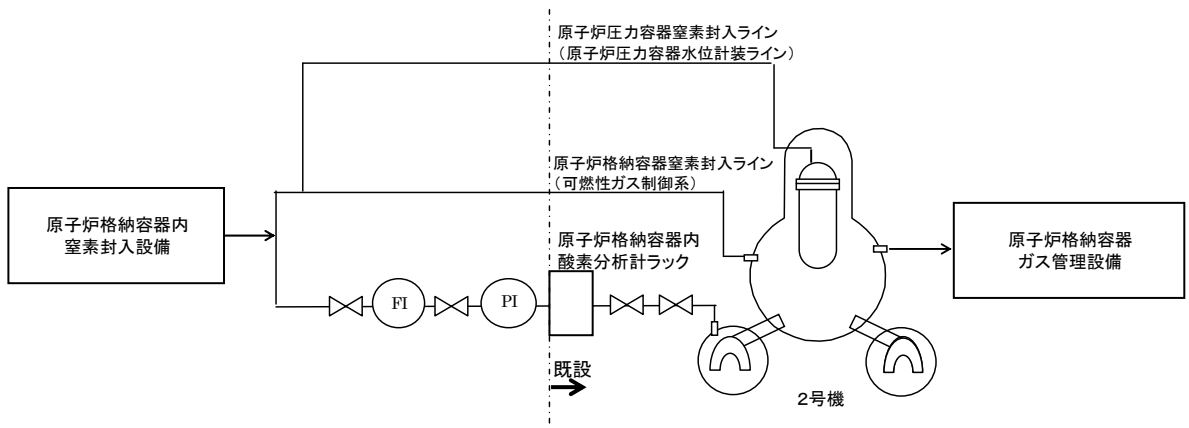 原子炉圧力容器窒素封入ライン
（原子炉圧力容器水位計装ライン）
原子炉格納容器窒素封入ライン
（可燃性ガス制御系）
原子炉格納容器内
窒素封入設備
原子炉格納容器内
酸素分析計ラック
原子炉格納容器
ガス管理設備
FI
PI
既設
２号機